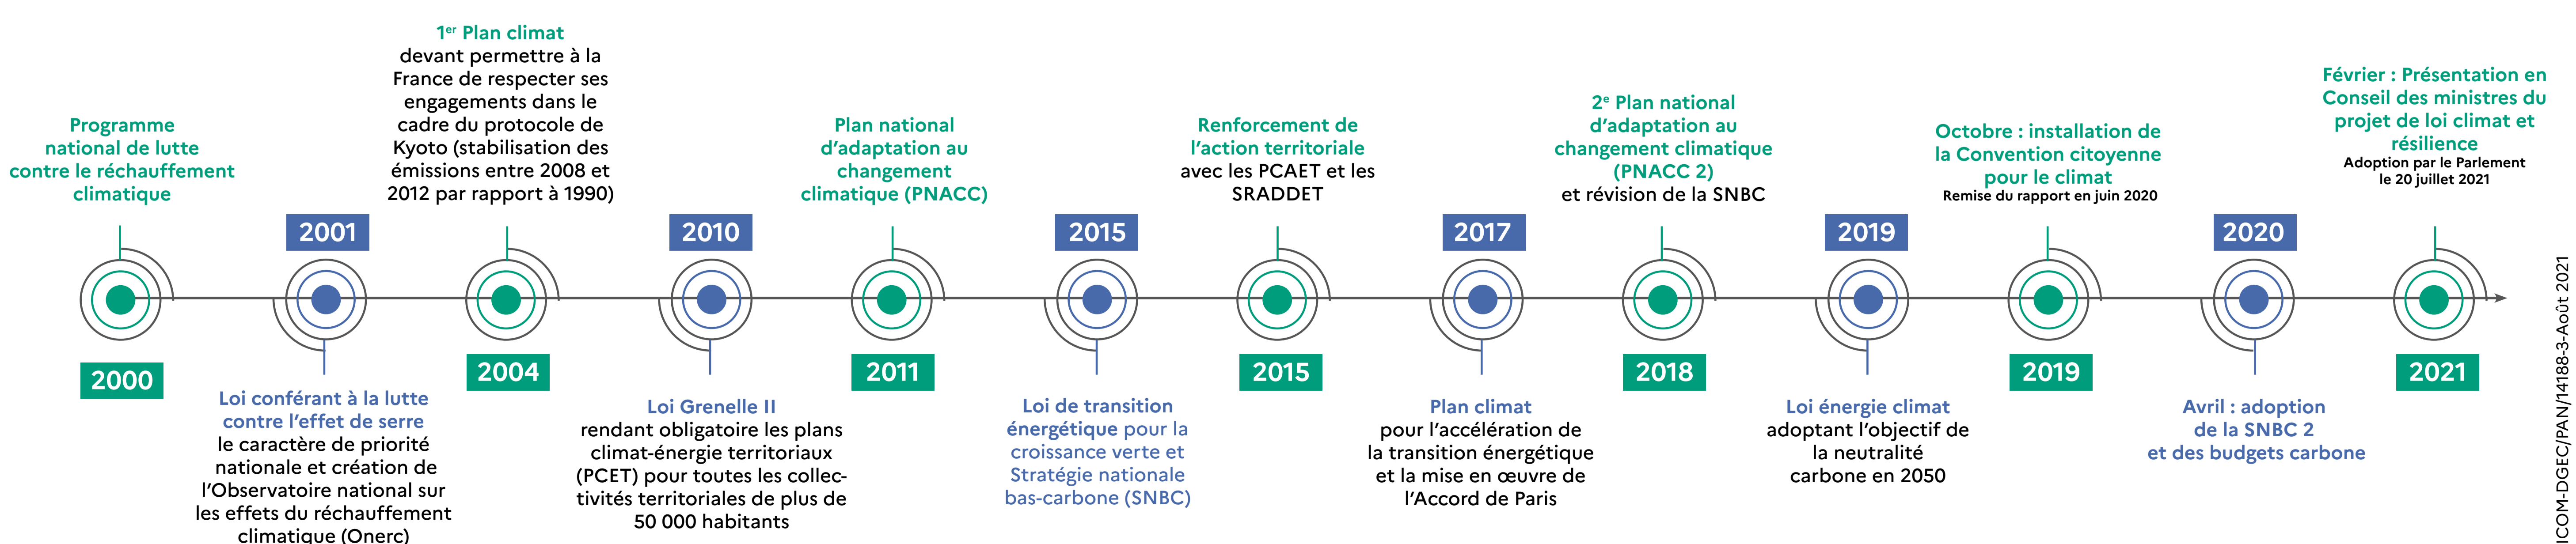 Programme
national de lutte
contre le réchauffement
climatique
2000
2001
Loi conférant à la lutte
contre l’effet de serre
le caractère de priorité
nationale et création de
l’Observatoire national sur
les effets du réchauffement
climatique (Onerc)
1er Plan climat
devant permettre à la
France de respecter ses
engagements dans le
cadre du protocole de
Kyoto (stabilisation des
émissions entre 2008 et
2012 par rapport à 1990)
2004
2010
Loi Grenelle II
rendant obligatoire les plans
climat-énergie territoriaux
(PCET) pour toutes les collec-
tivités territoriales de plus de
50 000 habitants
Plan national
d’adaptation au
changement
climatique (PNACC)
2011
2015
Loi de transition
énergétique pour la
croissance verte et
Stratégie nationale
bas-carbone (SNBC)
Renforcement de
l’action territoriale
avec les PCAET et les
SRADDET
2015
2017
Plan climat
pour l’accélération de
la transition énergétique
et la mise en œuvre de
l’Accord de Paris
2e Plan national
d’adaptation au
changement climatique
(PNACC 2)
et révision de la SNBC
2018
2019
Loi énergie climat
adoptant l’objectif de
la neutralité
carbone en 2050
Octobre : installation de
la Convention citoyenne
pour le climat
Remise du rapport en juin 2020
2019
2020
Avril : adoption
de la SNBC 2
et des budgets carbone
Février : Présentation en
Conseil des ministres du
projet de loi climat et
résilience
Adoption par le Parlement
le 20 juillet 2021
2021
ICOM-DGEC/PAN/14188-3-Août 2021